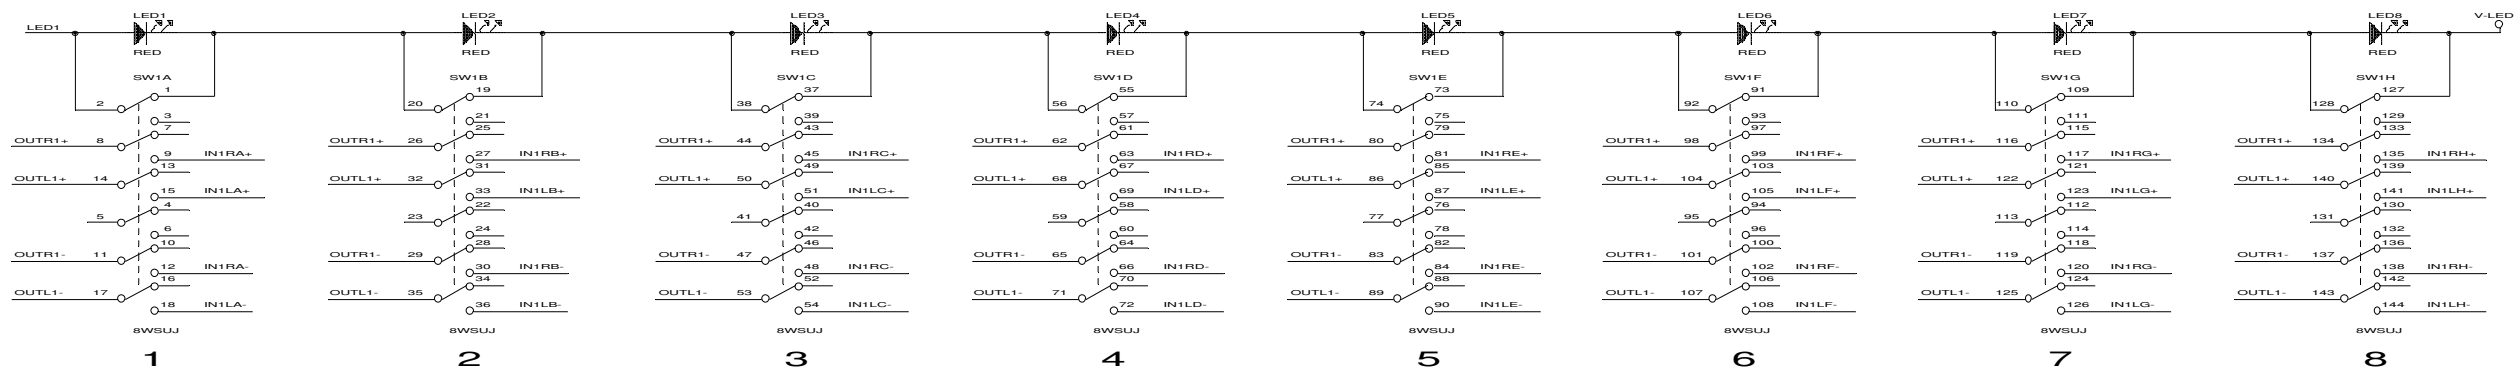 LED1 LED2 LED3 LED4 LED5 LED6 LED7 LED8 V-LED
LED1
RED RED RED RED RED RED RED RED
SW1A SW1B SW1C SW1D SW1E SW1F SW1G SW1H
1 19 37 55 73 91 109 127
2 20 38 56 74 92 110 128
3 21 39 57 75 93 111 129
7 25 43 61 79 97 115 133
OUTR1+ 8 OUTR1+ 26 OUTR1+ 44 OUTR1+ 62 OUTR1+ 80 OUTR1+ 98 OUTR1+ 116 OUTR1+ 134
9 IN1RA+ 27 IN1RB+ 45 IN1RC+ 63 IN1RD+ 81 IN1RE+ 99 IN1RF+ 117 IN1RG+ 135 IN1RH+
13 31 49 67 85 103 121 139
OUTL1+ 14 OUTL1+ 32 OUTL1+ 50 OUTL1+ 68 OUTL1+ 86 OUTL1+ 104 OUTL1+ 122 OUTL1+ 140
15 IN1LA+ 33 IN1LB+ 51 IN1LC+ 69 IN1LD+ 87 IN1LE+ 105 IN1LF+ 123 IN1LG+ 141 IN1LH+
4 22 40 58 76 94 112 130
5 23 41 59 77 95 113 131
6 24 42 60 78 96 114 132
10 28 46 64 82 100 118 136
OUTR1- 11 OUTR1- 29 OUTR1- 47 OUTR1- 65 OUTR1- 83 OUTR1- 101 OUTR1- 119 OUTR1- 137
12 IN1RA- 30 IN1RB- 48 IN1RC- 66 IN1RD- 84 IN1RE- 102 IN1RF- 120 IN1RG- 138 IN1RH-
16 34 52 70 88 106 124 142
OUTL1- 17 OUTL1- 35 OUTL1- 53 OUTL1- 71 OUTL1- 89 OUTL1- 107 OUTL1- 125 OUTL1- 143
18 IN1LA- 36 IN1LB- 54 IN1LC- 72 IN1LD- 90 IN1LE- 108 IN1LF- 126 IN1LG- 144 IN1LH-
8WSUJ 8WSUJ 8WSUJ 8WSUJ 8WSUJ 8WSUJ 8WSUJ 8WSUJ
1 2 3 4 5 6 7 8